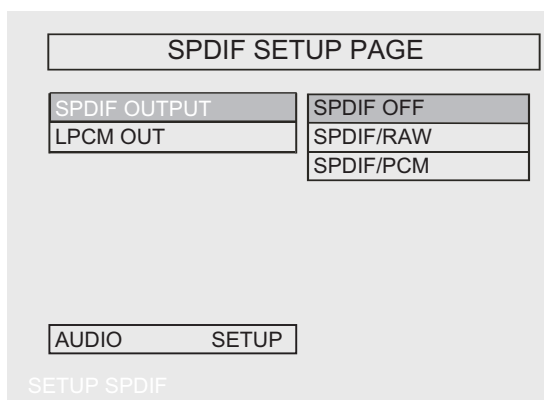 SPDIF SETUP PAGE
SPDIF OUTPUT
LPCM OUT
SPDIF OFF
SPDIF/RAW
SPDIF/PCM
AUDIO SETUP
SETUP SPDIF